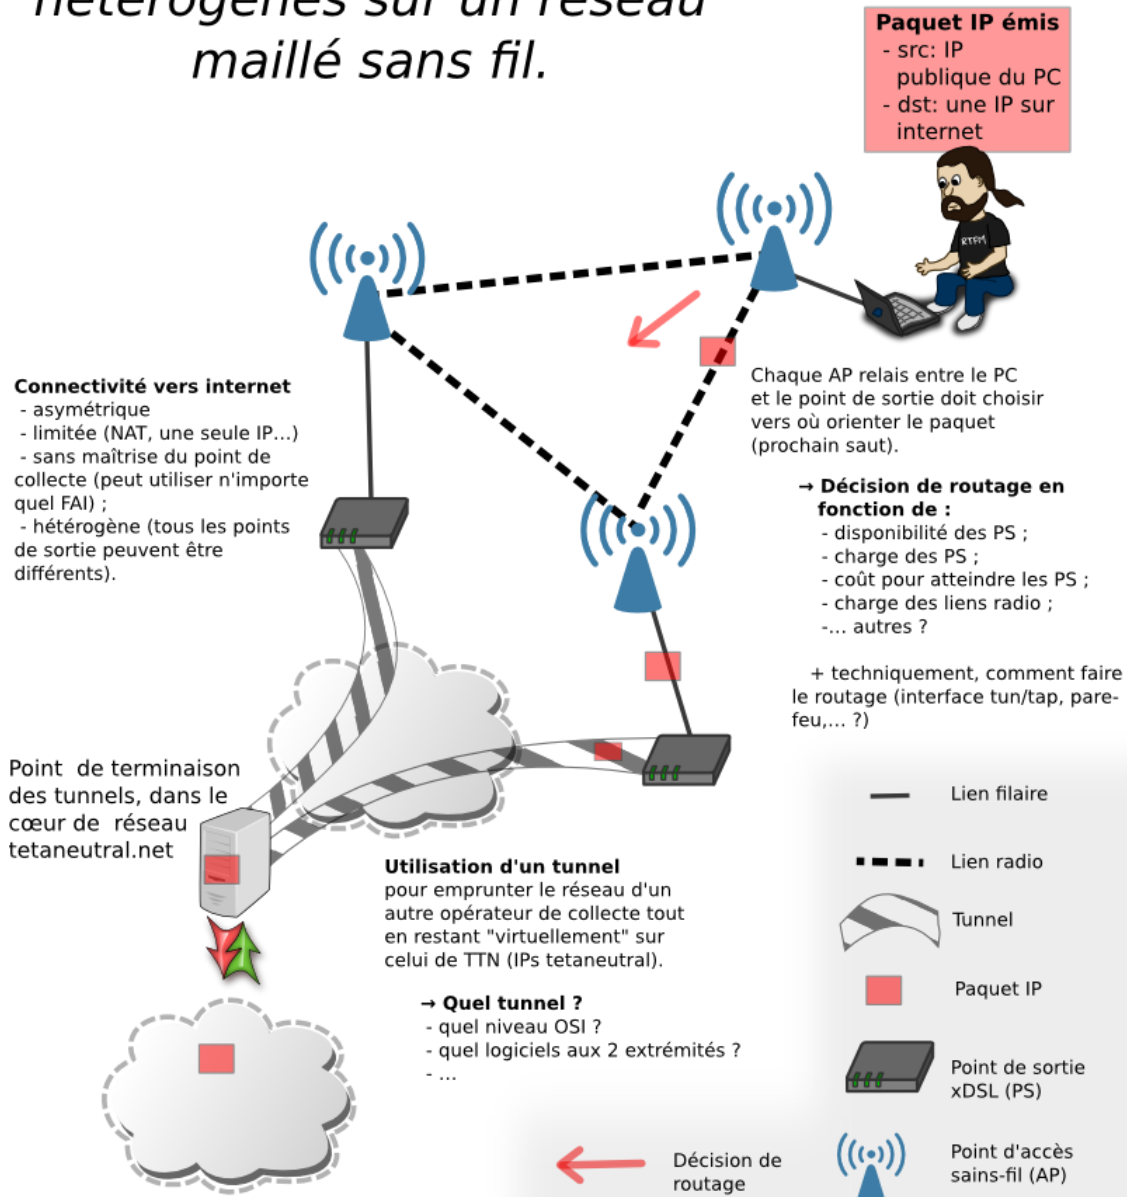 hétérogènes sur un réseau
maillé sans fil.
Paquet IP émis
- src: IP
publique du PC
- dst: une IP sur
internet
RTFM
Connectivité vers internet
- asymétrique
- limitée (NAT, une seule IP...)
- sans maîtrise du point de
collecte (peut utiliser n'importe
quel FAI) ;
- hétérogène (tous les points
de sortie peuvent être
différents).
Chaque AP relais entre le PC
et le point de sortie doit choisir
vers où orienter le paquet
(prochain saut).
→ Décision de routage en
fonction de :
- disponibilité des PS ;
- charge des PS ;
- coût pour atteindre les PS ;
- charge des liens radio ;
-... autres ?
+ techniquement, comment faire
le routage (interface tun/tap, pare-
feu,... ?)
Point de terminaison
des tunnels, dans le
cœur de réseau
tetaneutral.net
Utilisation d'un tunnel
pour emprunter le réseau d'un
autre opérateur de collecte tout
en restant "virtuellement" sur
celui de TTN (IPs tetaneutral).
→ Quel tunnel ?
- quel niveau OSI ?
- quel logiciels aux 2 extrémités ?
- ...
Lien filaire
Lien radio
Tunnel
Paquet IP
Point de sortie
xDSL (PS)
Point d'accès
sains-fil (AP)
Décision de
routage